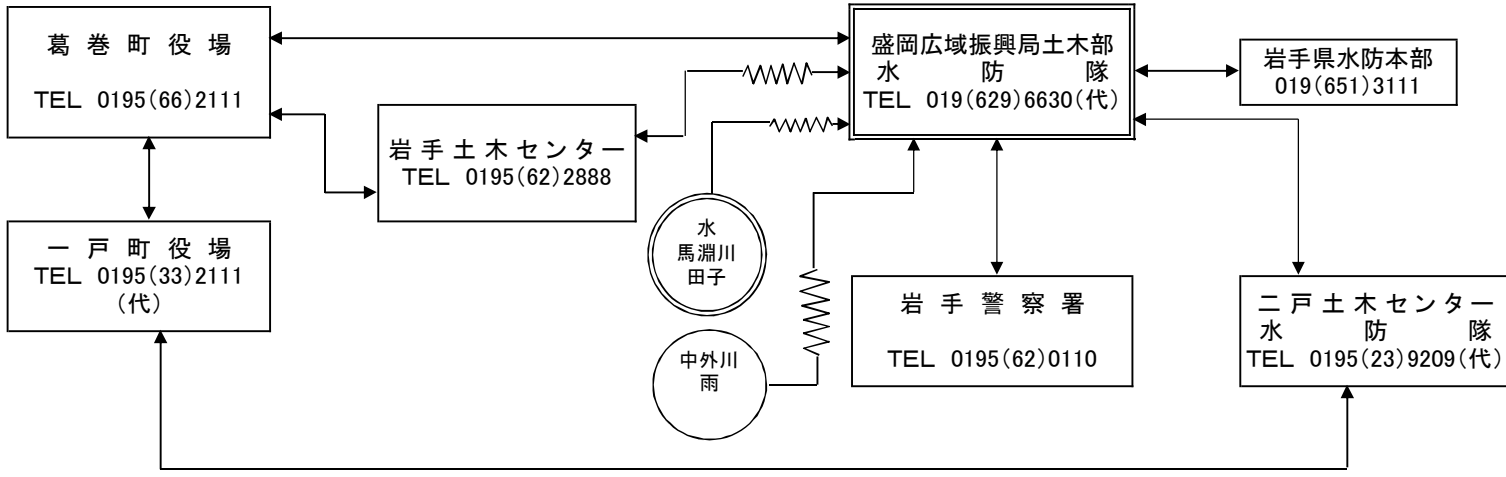 葛巻町役場
TEL 0195(66)2111
盛岡広域振興局土木部
水防隊
TEL 019(629)6630(代)
岩手県水防本部
019(651)3111
岩手土木センター
TEL 0195(62)2888
一戸町役場
TEL 0195(33)2111
(代)
水
馬淵川
田子
中外川
雨
岩手警察署
TEL 0195(62)0110
二戸土木センター
水防隊
TEL 0195(23)9209(代)